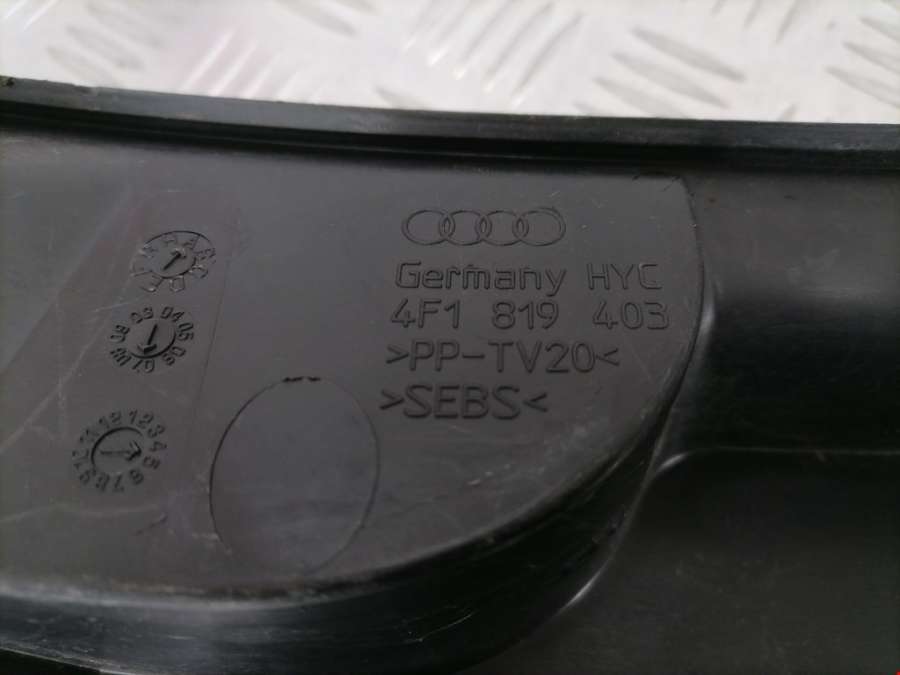 Germany HYC
4F1 819 403
>PP-TV20<
>SEBS<